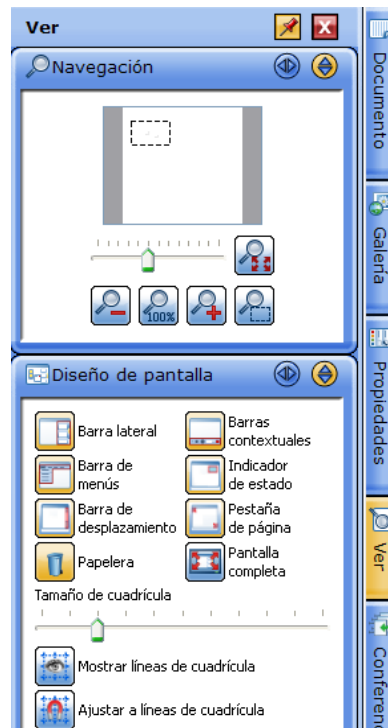 Ver
Navegación
100%
Diseño de pantalla
Barra lateral
Barras
contextuales
Barra de
menús
Indicador
de estado
Barra de
desplazamiento
Pestaña
de página
Papelera
Pantalla
completa
Tamaño de cuadrícula
Mostrar líneas de cuadrícula
Ajustar a líneas de cuadrícula
Documento
Galería
Propiedades
Ver
Conferen